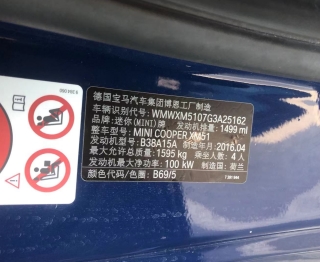 德国宝马汽车集团博恩工厂制造
车辆识别代号: WMWXM5107G3A25162
品牌: 迷你(MINI)牌 发动机排量: 1499 ml
整车型号: MINI COOPER XM51
发动机型号: B38A15A 制造年月: 2016.04
最大允许总质量: 1595 kg 乘坐人数: 4 人
发动机最大净功率: 100 kW 制造国: 荷兰
颜色代码/色板: B69/5